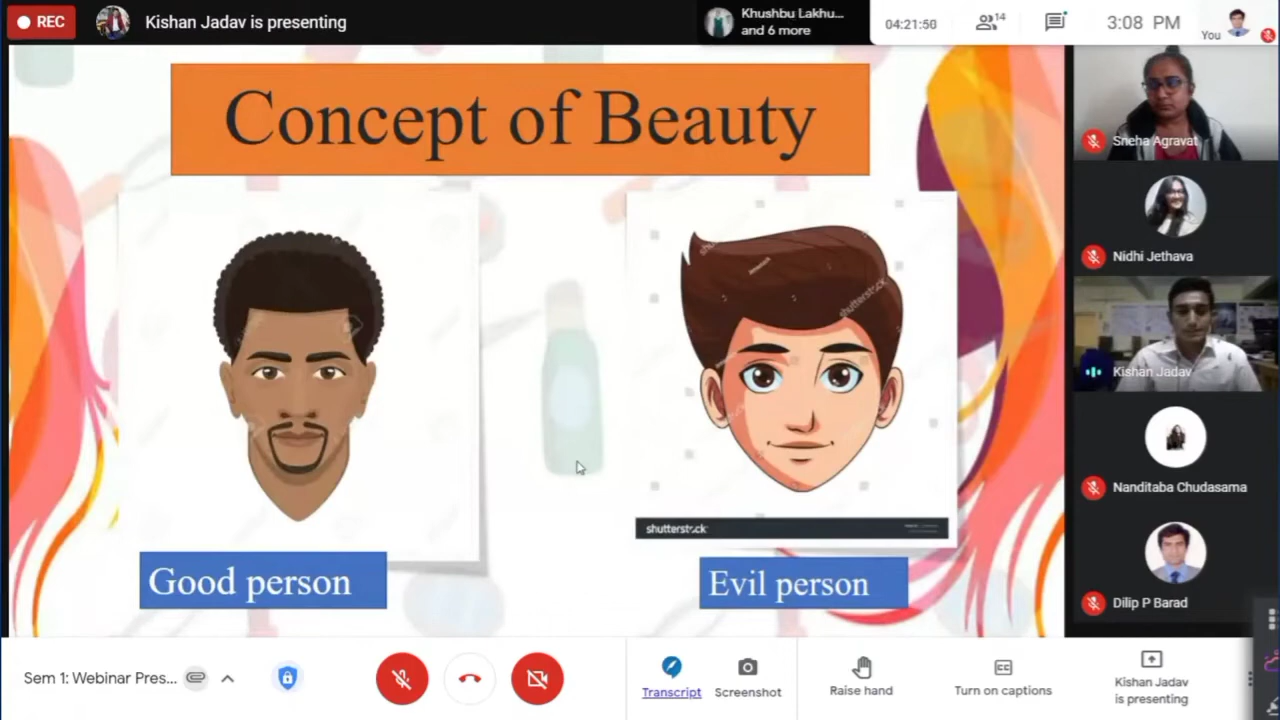 REC
Kishan Jadav is presenting
Khushbu Lakhu...
and 6 more
04:21:50
14
3:08 PM
You
Concept of Beauty
Sneha Agravat
Nidhi Jethava
Kishan Jadav
Nanditaba Chudasama
Dilip P Barad
shutterstock
shutterstock
Good person
Evil person
Sem 1: Webinar Pres...
Transcript
Screenshot
Raise hand
Turn on captions
Kishan Jadav
is presenting